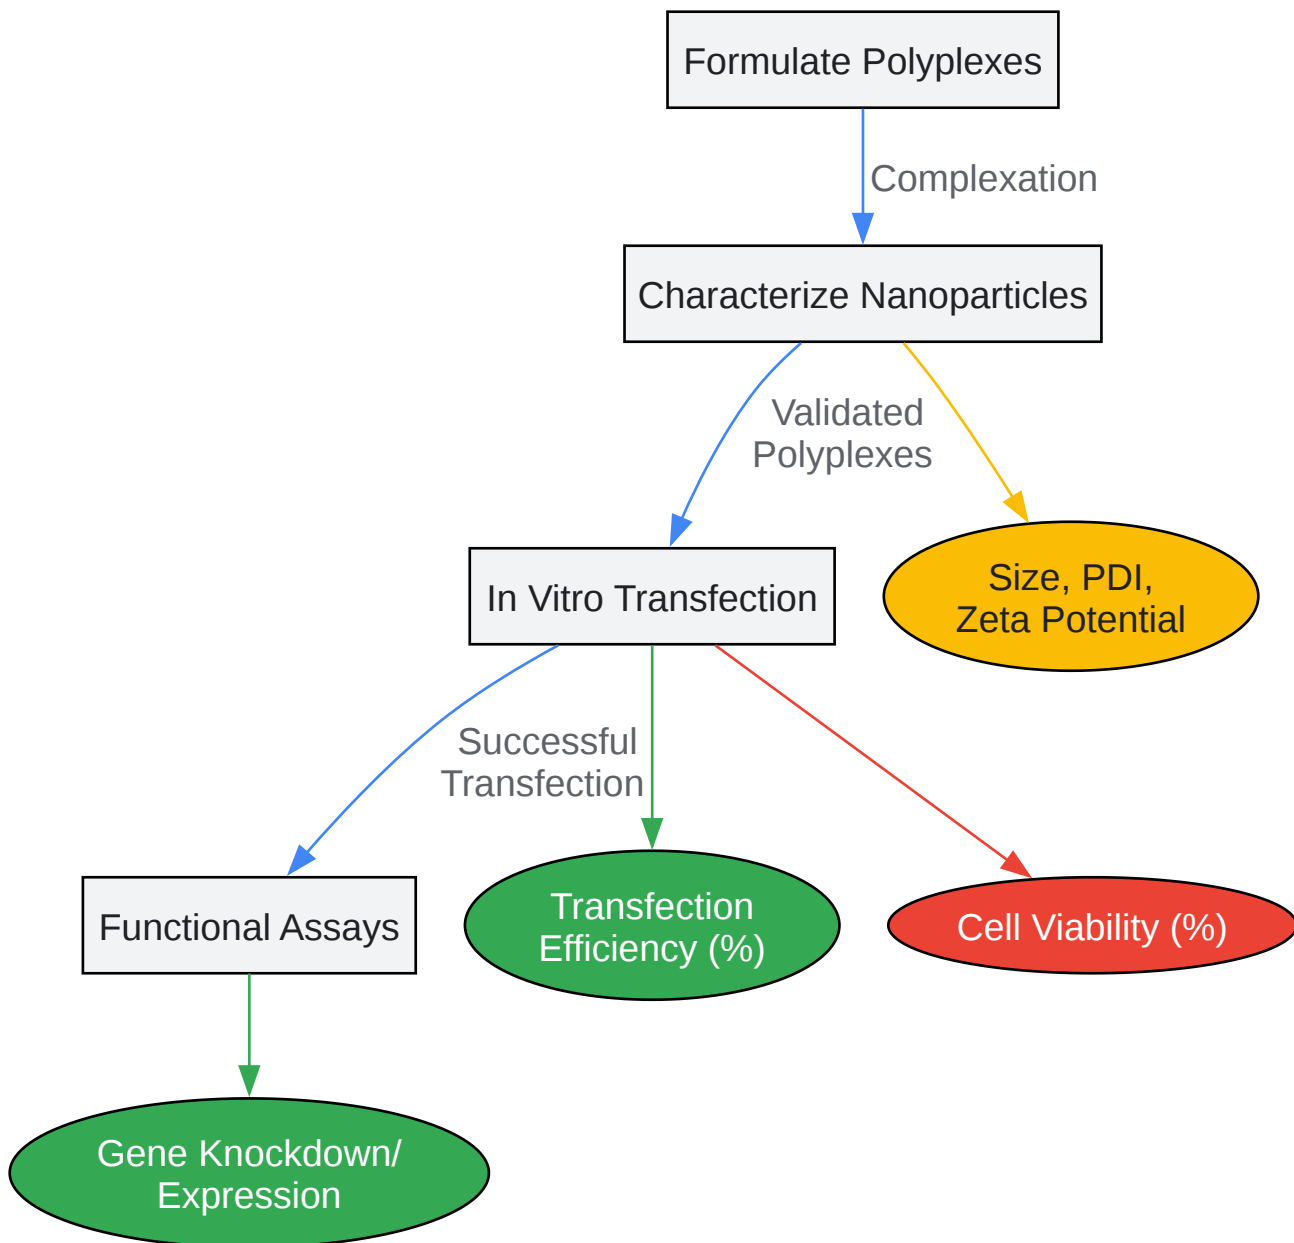 Formulate Polyplexes
Complexation
Characterize Nanoparticles
Validated
Polyplexes
In Vitro Transfection
Size, PDI,
Zeta Potential
Successful
Transfection
Functional Assays
Transfection
Efficiency (%)
Cell Viability (%)
Gene Knockdown/
Expression